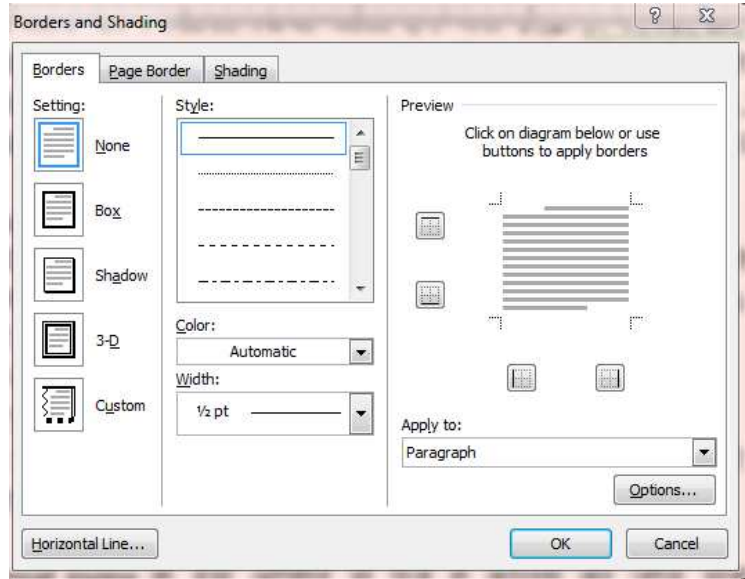 Borders and Shading
Borders
Page Border
Shading
Setting:
None
Box
Shadow
3-D
Custom
Style:
Color:
Automatic
Width:
½ pt
Preview
Click on diagram below or use
buttons to apply borders
Apply to:
Paragraph
Options...
Horizontal Line...
OK
Cancel